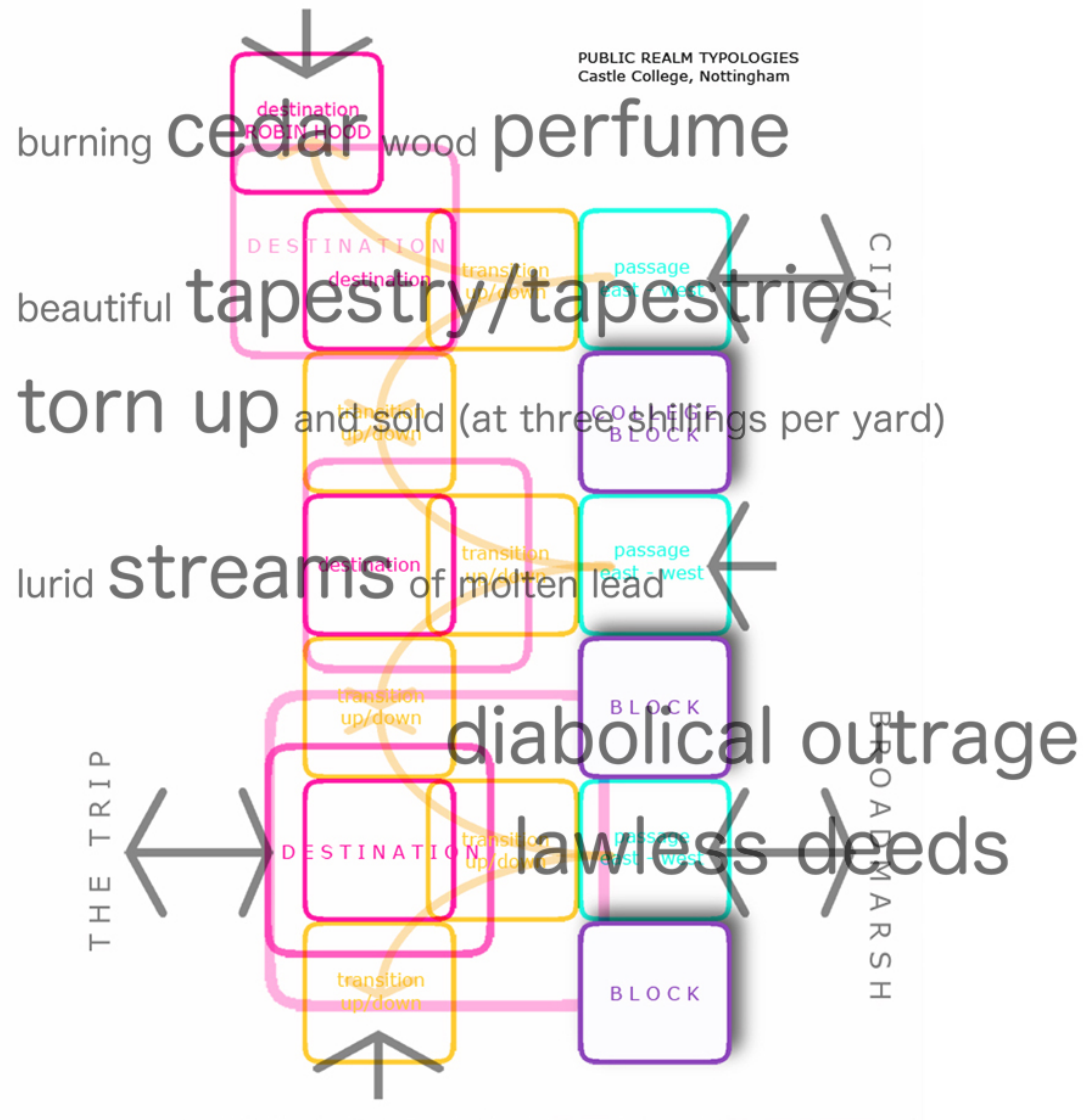 PUBLIC REALM TYPOLOGIES
Castle College, Nottingham
destination
ROBIN HOOD
burning cedar wood perfume
DESTINATION
destination
transition
up/down
passage
east - west
CITY
beautiful tapestry/tapestries
transition
up/down
COLLEGE
BLOCK
torn up and sold (at three shillings per yard)
destination
transition
up/down
passage
east - west
lurid streams of molten lead
transition
up/down
BLOCK
diabolical outrage
THE TRIP
DESTINATION
transition
up/down
passage
east - west
BROADMARSH
lawless deeds
transition
up/down
BLOCK